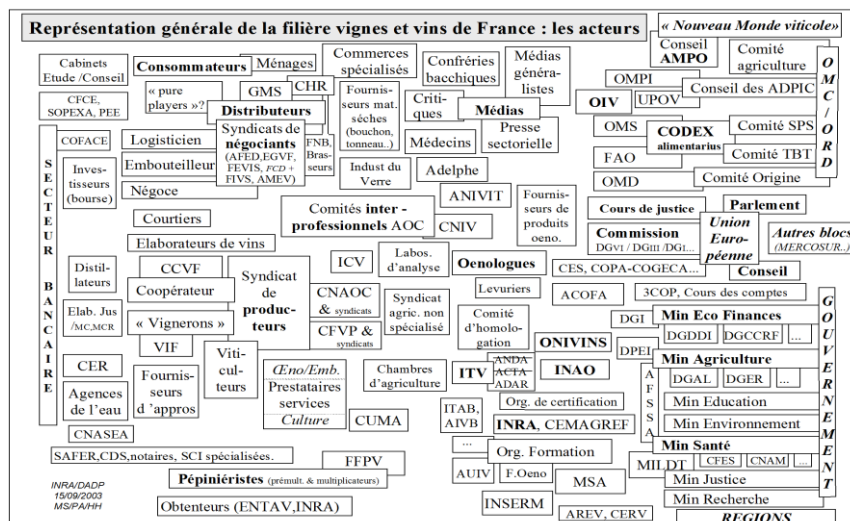 Représentation générale de la filière vignes et vins de France : les acteurs
« Nouveau Monde viticole»
Cabinets
Etude /Conseil
Consommateurs
Ménages
Commerces
spécialisés
Confréries
bacchiques
Médias
géné-
ralistes
Conseil
AMPO
Comité
agriculture
OMC/ORD
CFCE,
SOPEXA, PEE
« pure
players »?
GMS
CHR
Distributeurs
Fournis-
seurs mat.
séches
(bouchon,
tonneau..)
Criti-
ques
Médias
OMPI
OIV
UPOV
Conseil des ADPIC
COFACE
Logisticien
Syndicats de
négociants
(AFED,EGVF,
FEVIS, FCD +
FIVS, AMEV)
FNB,
Bras-
seurs
Médecins
Presse
sectorielle
OMS
CODEX
alimentarius
Comité SPS
SECTEUR BANCAIRE
Inves-
tisseurs
(bourse)
Embouteilleur
Indust du
Verre
Adelphe
FAO
Comité TBT
Négoce
ANIVIT
OMD
Comité Origine
Courtiers
Comités inter -
professionnels AOC
CNIV
Fournis-
seurs de
produits
oeno.
Cours de justice
Parlement
Commission
DGVI / DGIII /DGI...
Union
Euro-
péenne
Autres blocs
(MERCOSUR..)
Elaborateurs de vins
Distil-
lateurs
CCVF
Syndicat
de
produc-
teurs
ICV
Labos.
d'analyse
Oenologues
CES, COPA-COGECA...
Conseil
Coopérateur
CNAOC
& syndicats
Syndicat
agric. non
spécialisé
Levuriers
ACOFA
3COP, Cours des comptes
GOUVERNEMENT
Elab. Jus
/MC,MCR
« Vignerons »
CFVP &
syndicats
Comité
d'homolo-
gation
DGI
Min Eco Finances
DGDDI
DGCCRF
...
VIF
Viti-
cul-
teurs
ONIVINS
DPEI
Min Agriculture
CER
Fournis-
seurs
d 'appros
Œno/Emb.
Prestataires
services
Culture
Chambres
d'agriculture
ITV
ANDA
ACTA
ADAR
INAO
AFSSA
DGAL
DGER
...
Agences
de l'eau
Org. de certification
Min Education
CUMA
ITAB,
AIVB
...
INRA, CEMAGREF
Min Environnement
CNASEA
Org. Formation
Min Santé
SAFER,CDS,notaires, SCI spécialisées.
FFPV
AUIV
F.Oeno
MSA
MILDT
CFES
CNAM
...
Pépiniéristes (prémult. & multiplicateurs)
Min Justice
INRA/DADP
15/09/2003
MS/PA/HH
Obtenteurs (ENTAV,INRA)
INSERM
AREV, CERV
Min Recherche
REGIONS